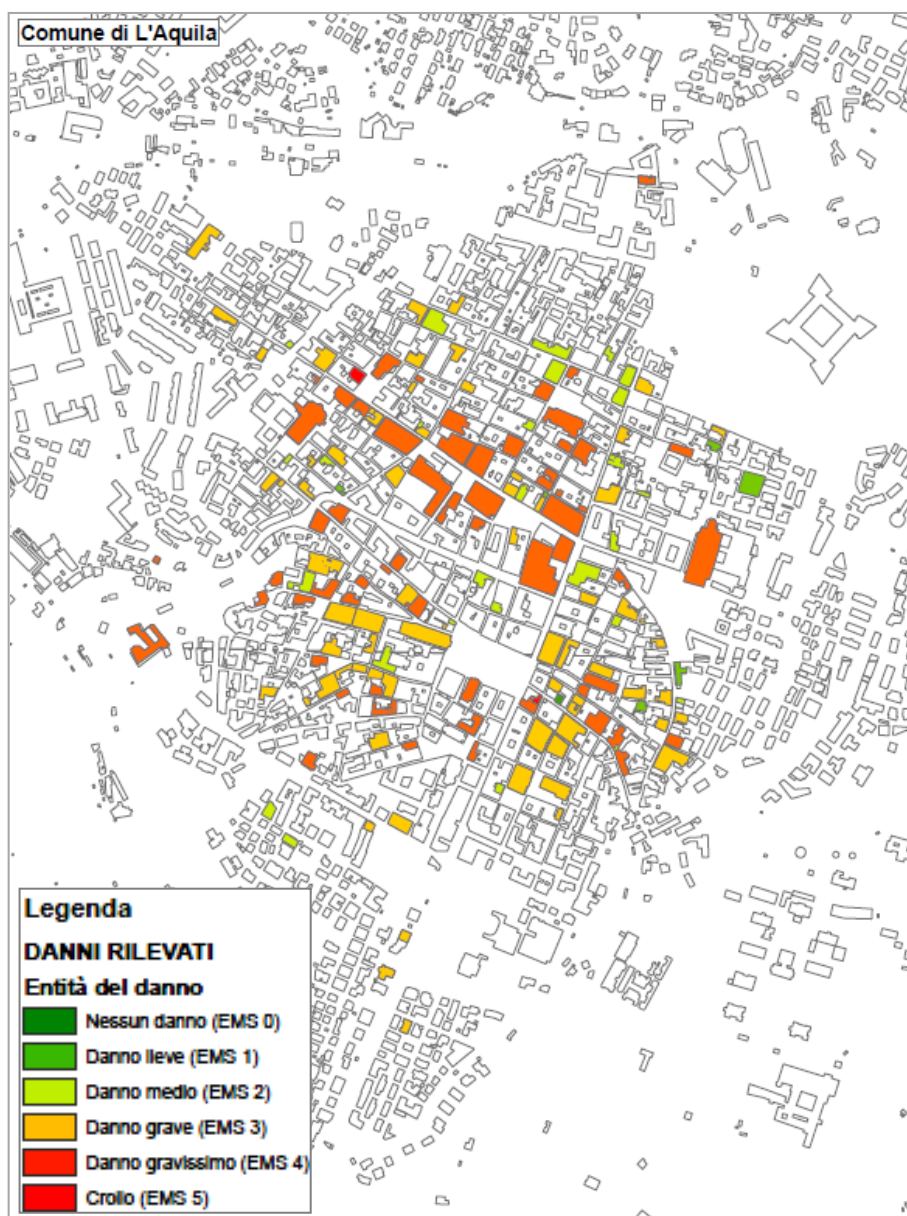 Comune di L'Aquila
Legenda
DANNI RILEVATI
Entità del danno
Nessun danno (EMS 0)
Danno lieve (EMS 1)
Danno medio (EMS 2)
Danno grave (EMS 3)
Danno gravissimo (EMS 4)
Crollo (EMS 5)